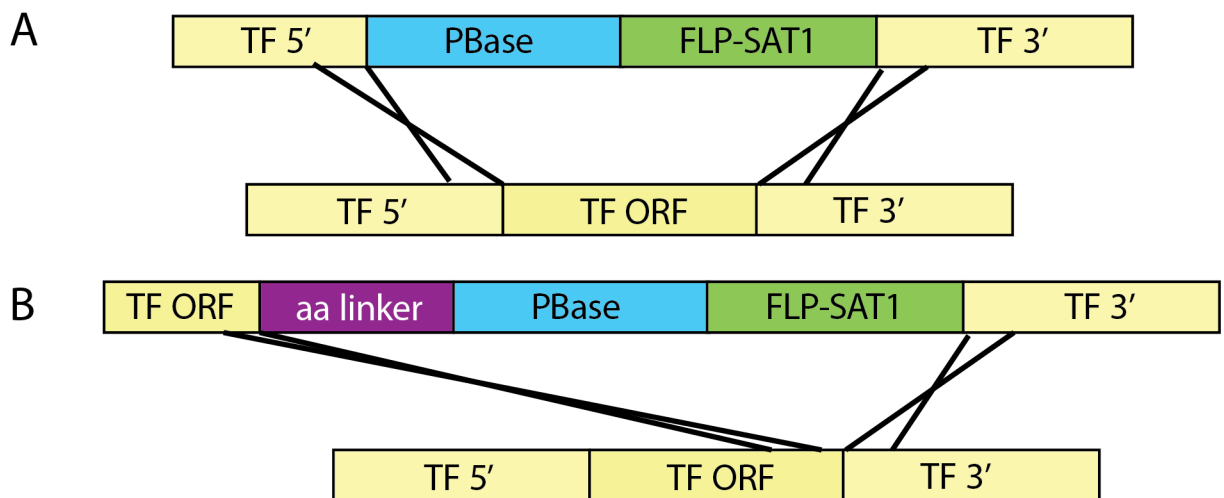 A
TF 5’ PBase FLP-SAT1 TF 3’
TF 5’ TF ORF TF 3’
B
TF ORF aa linker PBase FLP-SAT1 TF 3’
TF 5’ TF ORF TF 3’